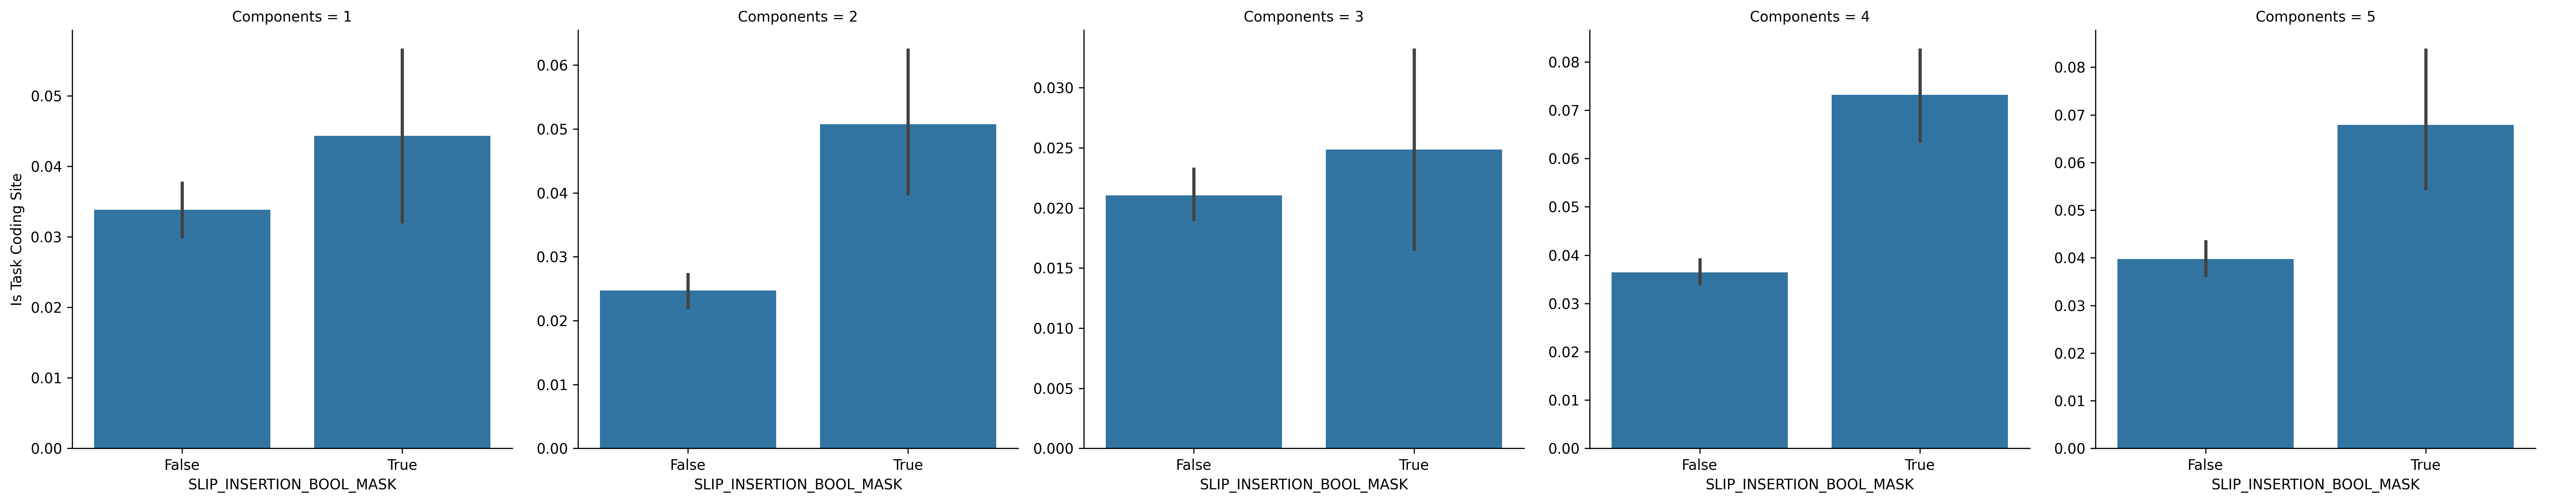 Components = 1
Is Task Coding Site
0.05
0.04
0.03
0.02
0.01
0.00
False True
SLIP_INSERTION_BOOL_MASK
Components = 2
0.06
0.05
0.04
0.03
0.02
0.01
0.00
False True
SLIP_INSERTION_BOOL_MASK
Components = 3
0.030
0.025
0.020
0.015
0.010
0.005
0.000
False True
SLIP_INSERTION_BOOL_MASK
Components = 4
0.08
0.07
0.06
0.05
0.04
0.03
0.02
0.01
0.00
False True
SLIP_INSERTION_BOOL_MASK
Components = 5
0.08
0.07
0.06
0.05
0.04
0.03
0.02
0.01
0.00
False True
SLIP_INSERTION_BOOL_MASK